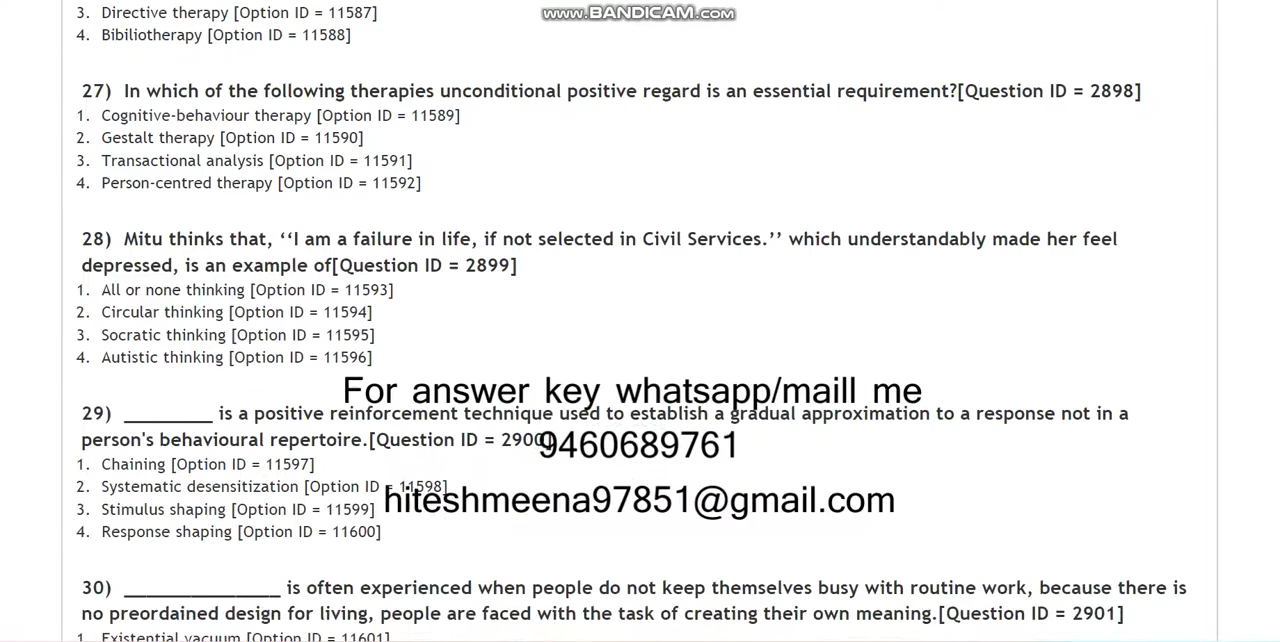 3. Directive therapy [Option ID = 11587]
www.BANDICAM.com
4. Bibiliotherapy [Option ID = 11588]
27) In which of the following therapies unconditional positive regard is an essential requirement?[Question ID = 2898]
1. Cognitive-behaviour therapy [Option ID = 11589]
2. Gestalt therapy [Option ID = 11590]
3. Transactional analysis [Option ID = 11591]
4. Person-centred therapy [Option ID = 11592]
28) Mitu thinks that, ‘‘I am a failure in life, if not selected in Civil Services.’’ which understandably made her feel
depressed, is an example of[Question ID = 2899]
1. All or none thinking [Option ID = 11593]
2. Circular thinking [Option ID = 11594]
3. Socratic thinking [Option ID = 11595]
4. Autistic thinking [Option ID = 11596]
For answer key whatsapp/maill me
29) ________ is a positive reinforcement technique used to establish a gradual approximation to a response not in a
person's behavioural repertoire.[Question ID = 2900]
9460689761
1. Chaining [Option ID = 11597]
2. Systematic desensitization [Option ID = 11598]
hiteshmeena97851@gmail.com
3. Stimulus shaping [Option ID = 11599]
4. Response shaping [Option ID = 11600]
30) ______________ is often experienced when people do not keep themselves busy with routine work, because there is
no preordained design for living, people are faced with the task of creating their own meaning.[Question ID = 2901]
1. Existential vacuum [Option ID = 11601]